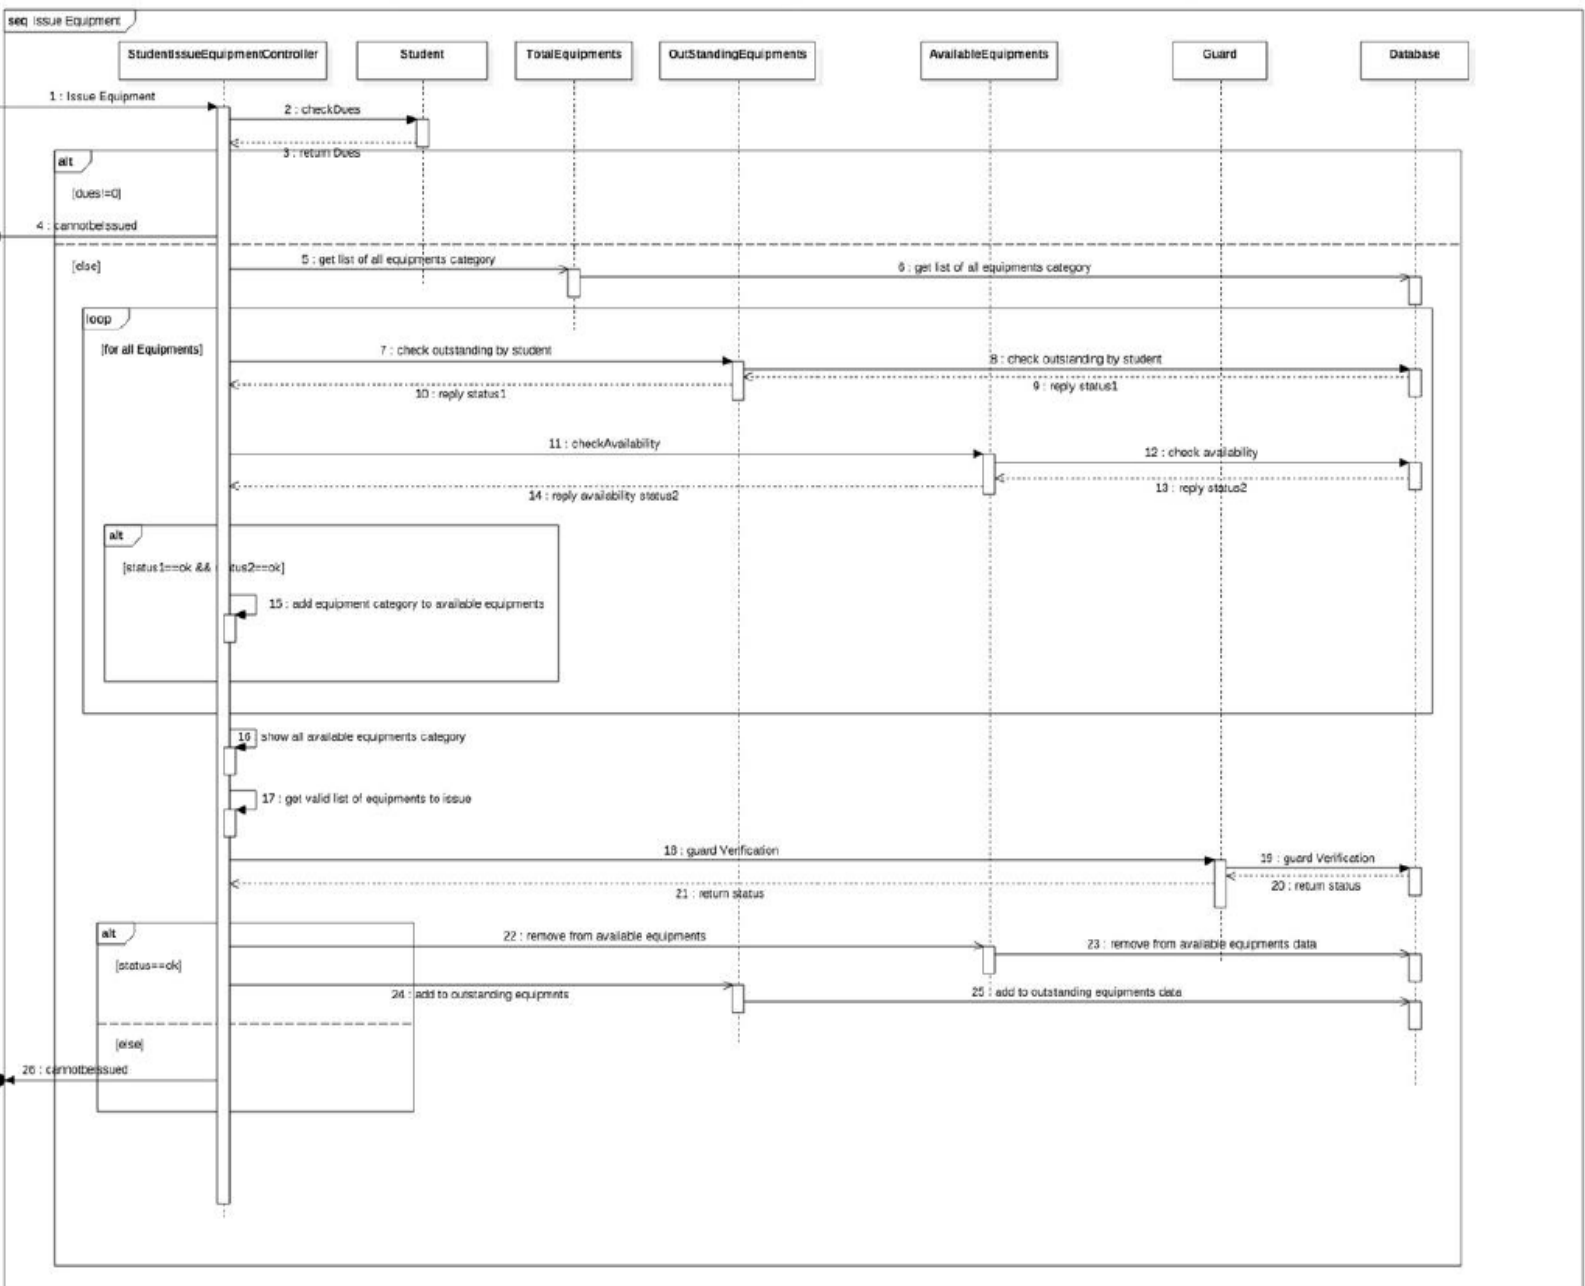 seq Issue Equipment
StudentIssueEquipmentController
Student
TotalEquipments
OutStandingEquipments
AvailableEquipments
Guard
Database
1 : Issue Equipment
2 : checkDues
3 : return Dues
alt
[dues!=0]
4 : cannotbeIssued
[else]
5 : get list of all equipments category
6 : get list of all equipments category
loop
[for all Equipments]
7 : check outstanding by student
8 : check outstanding by student
9 : reply status1
10 : reply status1
11 : checkAvailability
12 : check availability
13 : reply status2
14 : reply availability status2
alt
[status1==ok && status2==ok]
15 : add equipment category to available equipments
16 : show all available equipments category
17 : get valid list of equipments to issue
18 : guard Verification
19 : guard Verification
20 : return status
21 : return status
alt
22 : remove from available equipments
23 : remove from available equipments data
[status==ok]
24 : add to outstanding equipmnts
25 : add to outstanding equipments data
[else]
26 : cannotbeissued